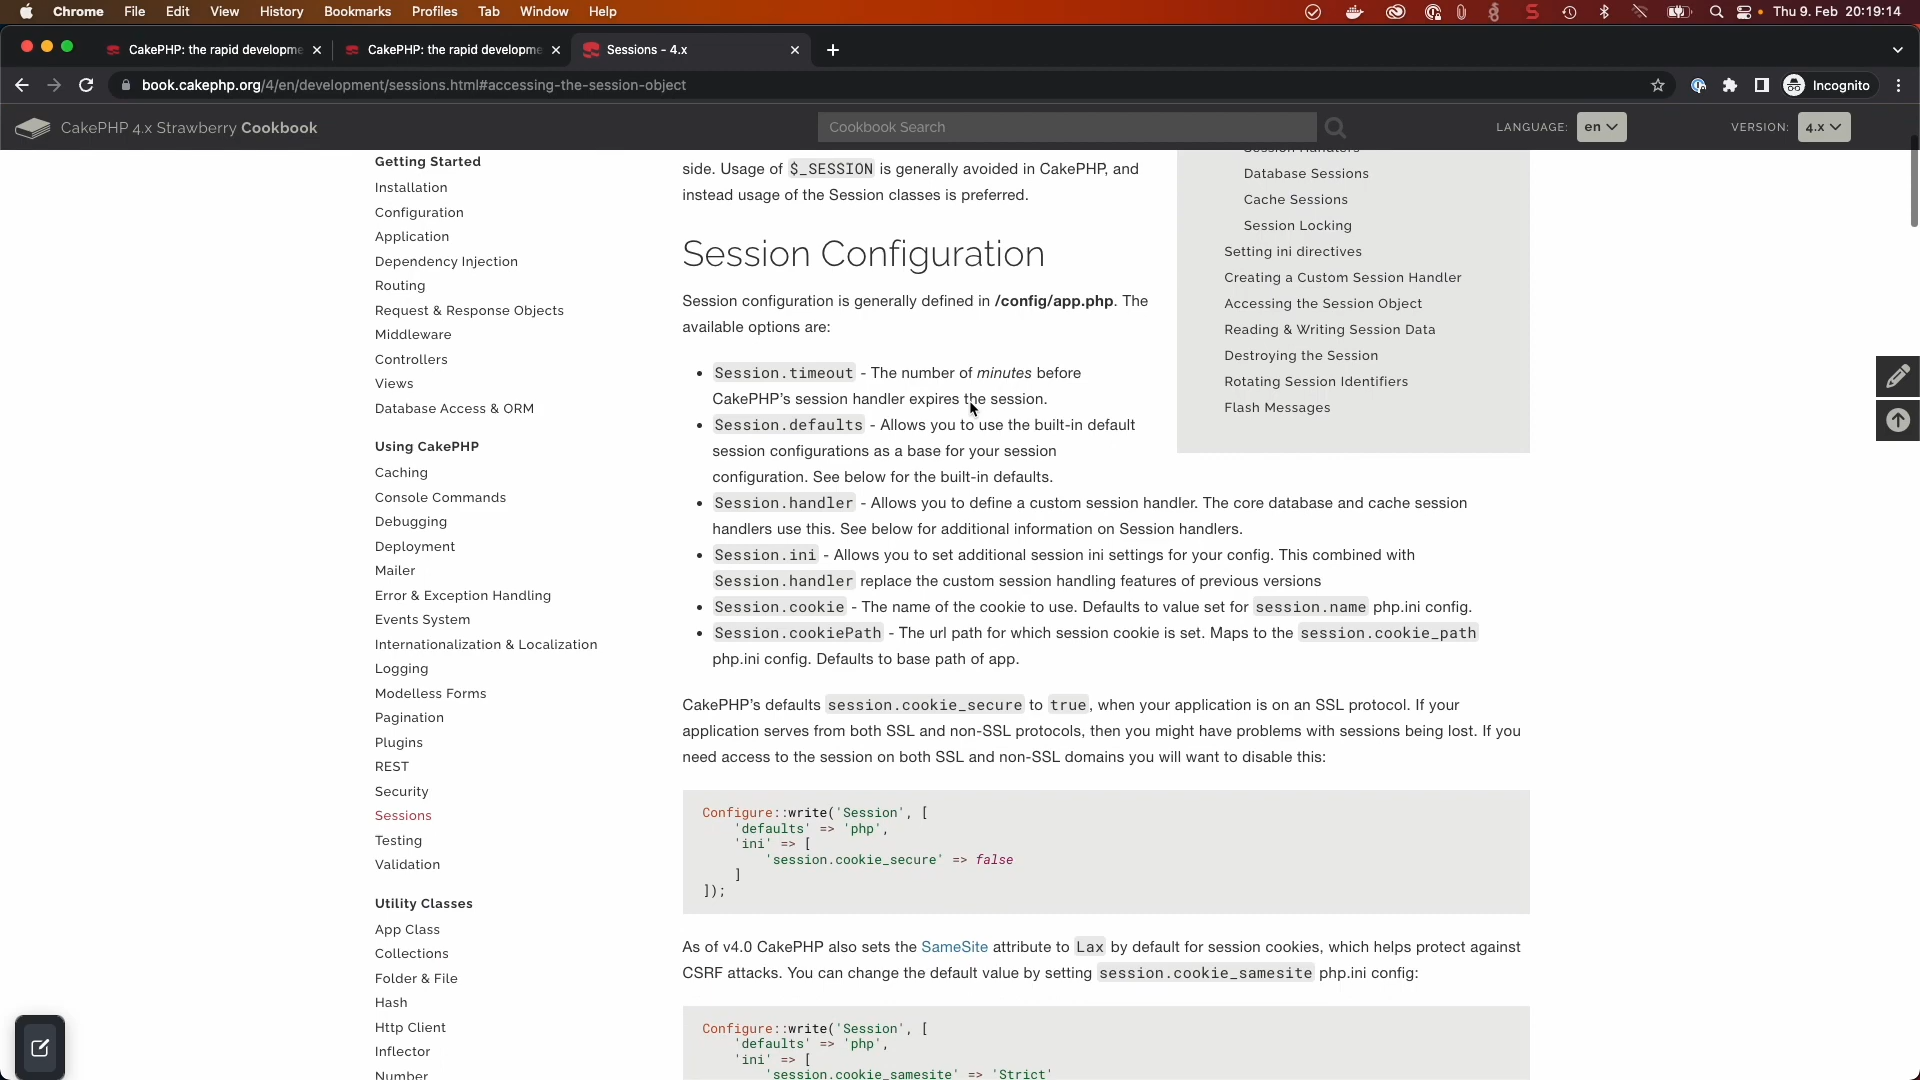 Chrome File Edit View History Bookmarks Profiles Tab Window Help
Thu 9. Feb 20:19:14
CakePHP: the rapid developme
CakePHP: the rapid developme
Sessions - 4.x
book.cakephp.org/4/en/development/sessions.html#accessing-the-session-object
Incognito
CakePHP 4.x Strawberry Cookbook
Cookbook Search
LANGUAGE: en
VERSION: 4.x
Getting Started
Installation
Configuration
Application
Dependency Injection
Routing
Request & Response Objects
Middleware
Controllers
Views
Database Access & ORM
Using CakePHP
Caching
Console Commands
Debugging
Deployment
Mailer
Error & Exception Handling
Events System
Internationalization & Localization
Logging
Modelless Forms
Pagination
Plugins
REST
Security
Sessions
Testing
Validation
Utility Classes
App Class
Collections
Folder & File
Hash
Http Client
Inflector
Number
side. Usage of $_SESSION is generally avoided in CakePHP, and
instead usage of the Session classes is preferred.
Session Configuration
Session configuration is generally defined in /config/app.php. The
available options are:
• Session.timeout - The number of minutes before
CakePHP's session handler expires the session.
• Session.defaults - Allows you to use the built-in default
session configurations as a base for your session
configuration. See below for the built-in defaults.
• Session.handler - Allows you to define a custom session handler. The core database and cache session
handlers use this. See below for additional information on Session handlers.
• Session.ini - Allows you to set additional session ini settings for your config. This combined with
Session.handler replace the custom session handling features of previous versions
• Session.cookie - The name of the cookie to use. Defaults to value set for session.name php.ini config.
• Session.cookiePath - The url path for which session cookie is set. Maps to the session.cookie_path
php.ini config. Defaults to base path of app.
CakePHP's defaults session.cookie_secure to true, when your application is on an SSL protocol. If your
application serves from both SSL and non-SSL protocols, then you might have problems with sessions being lost. If you
need access to the session on both SSL and non-SSL domains you will want to disable this:
Configure::write('Session', [
'defaults' => 'php',
'ini' => [
'session.cookie_secure' => false
]
]);
As of v4.0 CakePHP also sets the SameSite attribute to Lax by default for session cookies, which helps protect against
CSRF attacks. You can change the default value by setting session.cookie_samesite php.ini config:
Configure::write('Session', [
'defaults' => 'php',
'ini' => [
'session.cookie_samesite' => 'Strict'
Session Handlers
Database Sessions
Cache Sessions
Session Locking
Setting ini directives
Creating a Custom Session Handler
Accessing the Session Object
Reading & Writing Session Data
Destroying the Session
Rotating Session Identifiers
Flash Messages